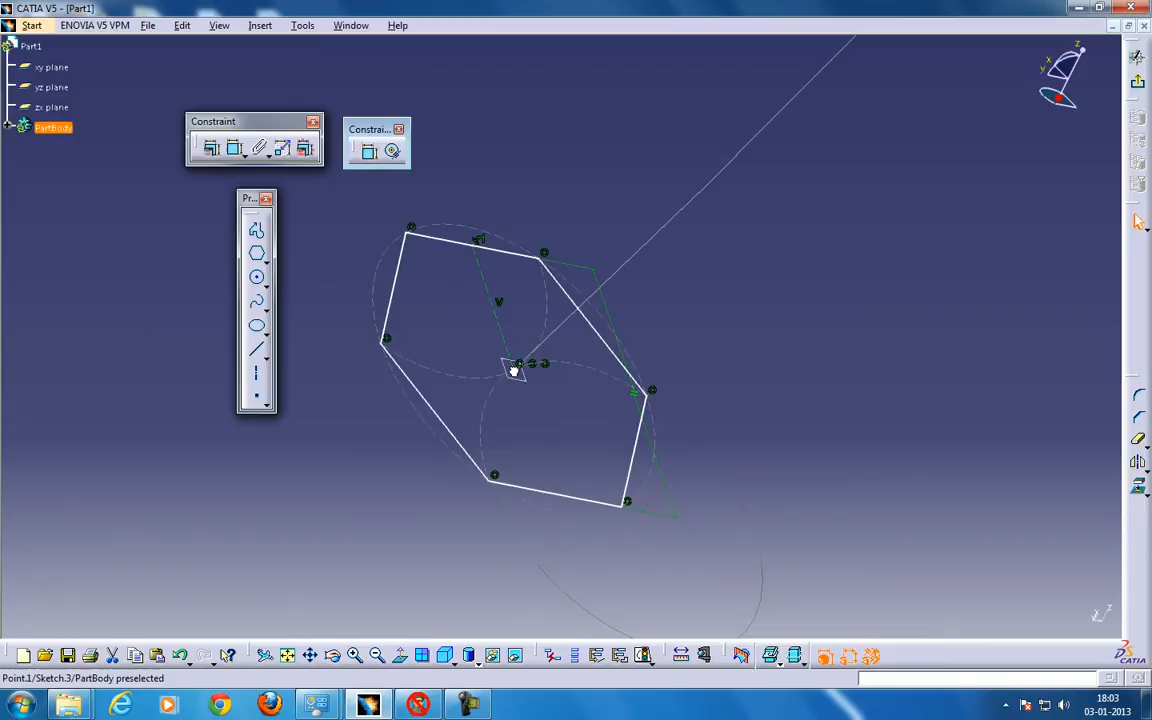 CATIA V5 - [Part1]
Start ENOVIA V5 VPM File Edit Insert Tools Window Help
View
Part1
xy plane
yz plane
zx plane
PartBody
Constraint
Constrai...
Pr...
V
z
x
y
CATIA
Point.1/Sketch.3/PartBody preselected
18:03
03-01-2013